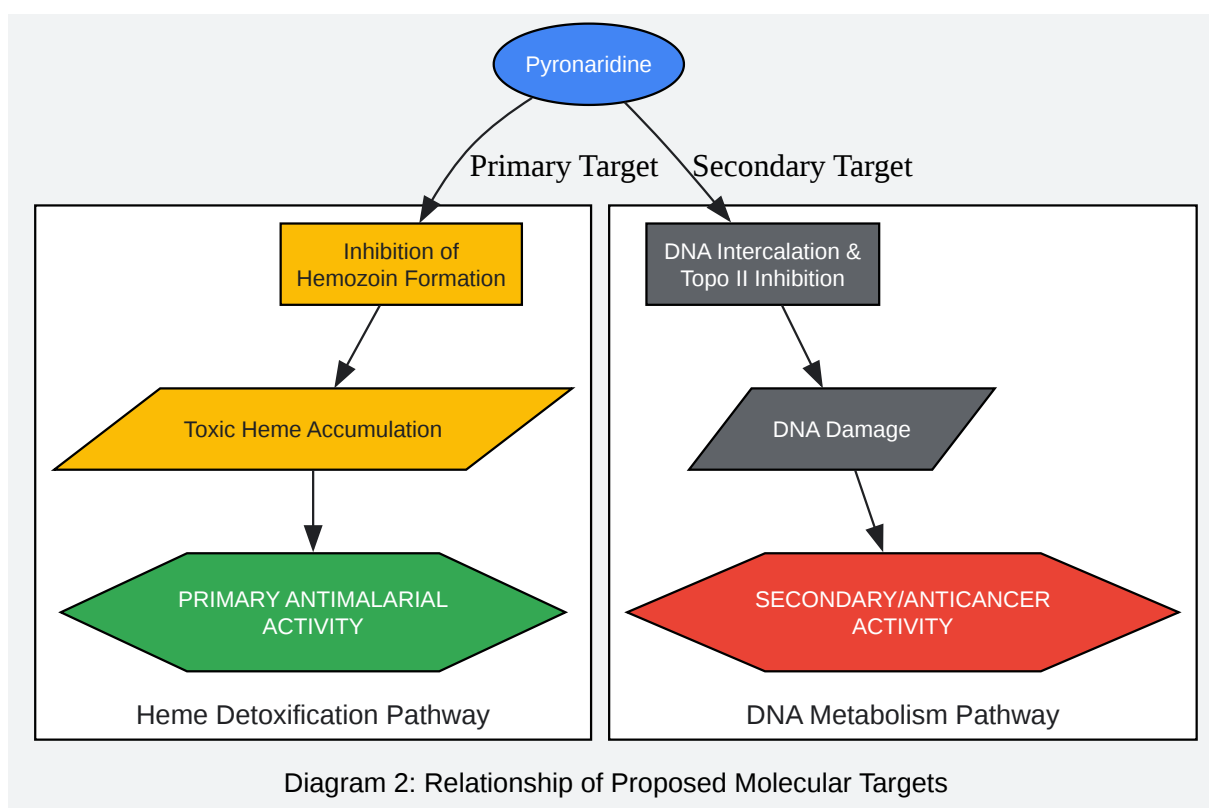 Pyronaridine
Primary Target
Secondary Target
Inhibition of
Hemozoin Formation
Toxic Heme Accumulation
PRIMARY ANTIMALARIAL
ACTIVITY
Heme Detoxification Pathway
DNA Intercalation &
Topo II Inhibition
DNA Damage
SECONDARY/ANTICANCER
ACTIVITY
DNA Metabolism Pathway
Diagram 2: Relationship of Proposed Molecular Targets